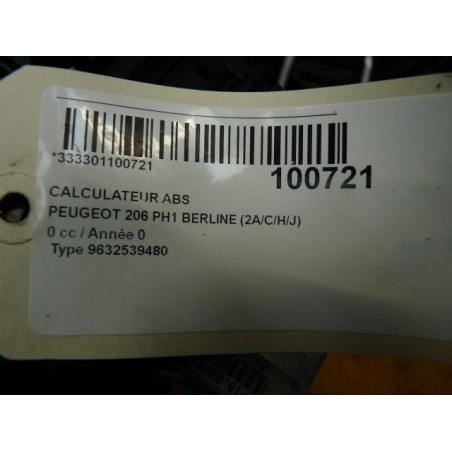 *333301100721
100721
CALCULATEUR ABS
PEUGEOT 206 PH1 BERLINE (2A/C/H/J)
0 cc / Année 0
Type 9632539480